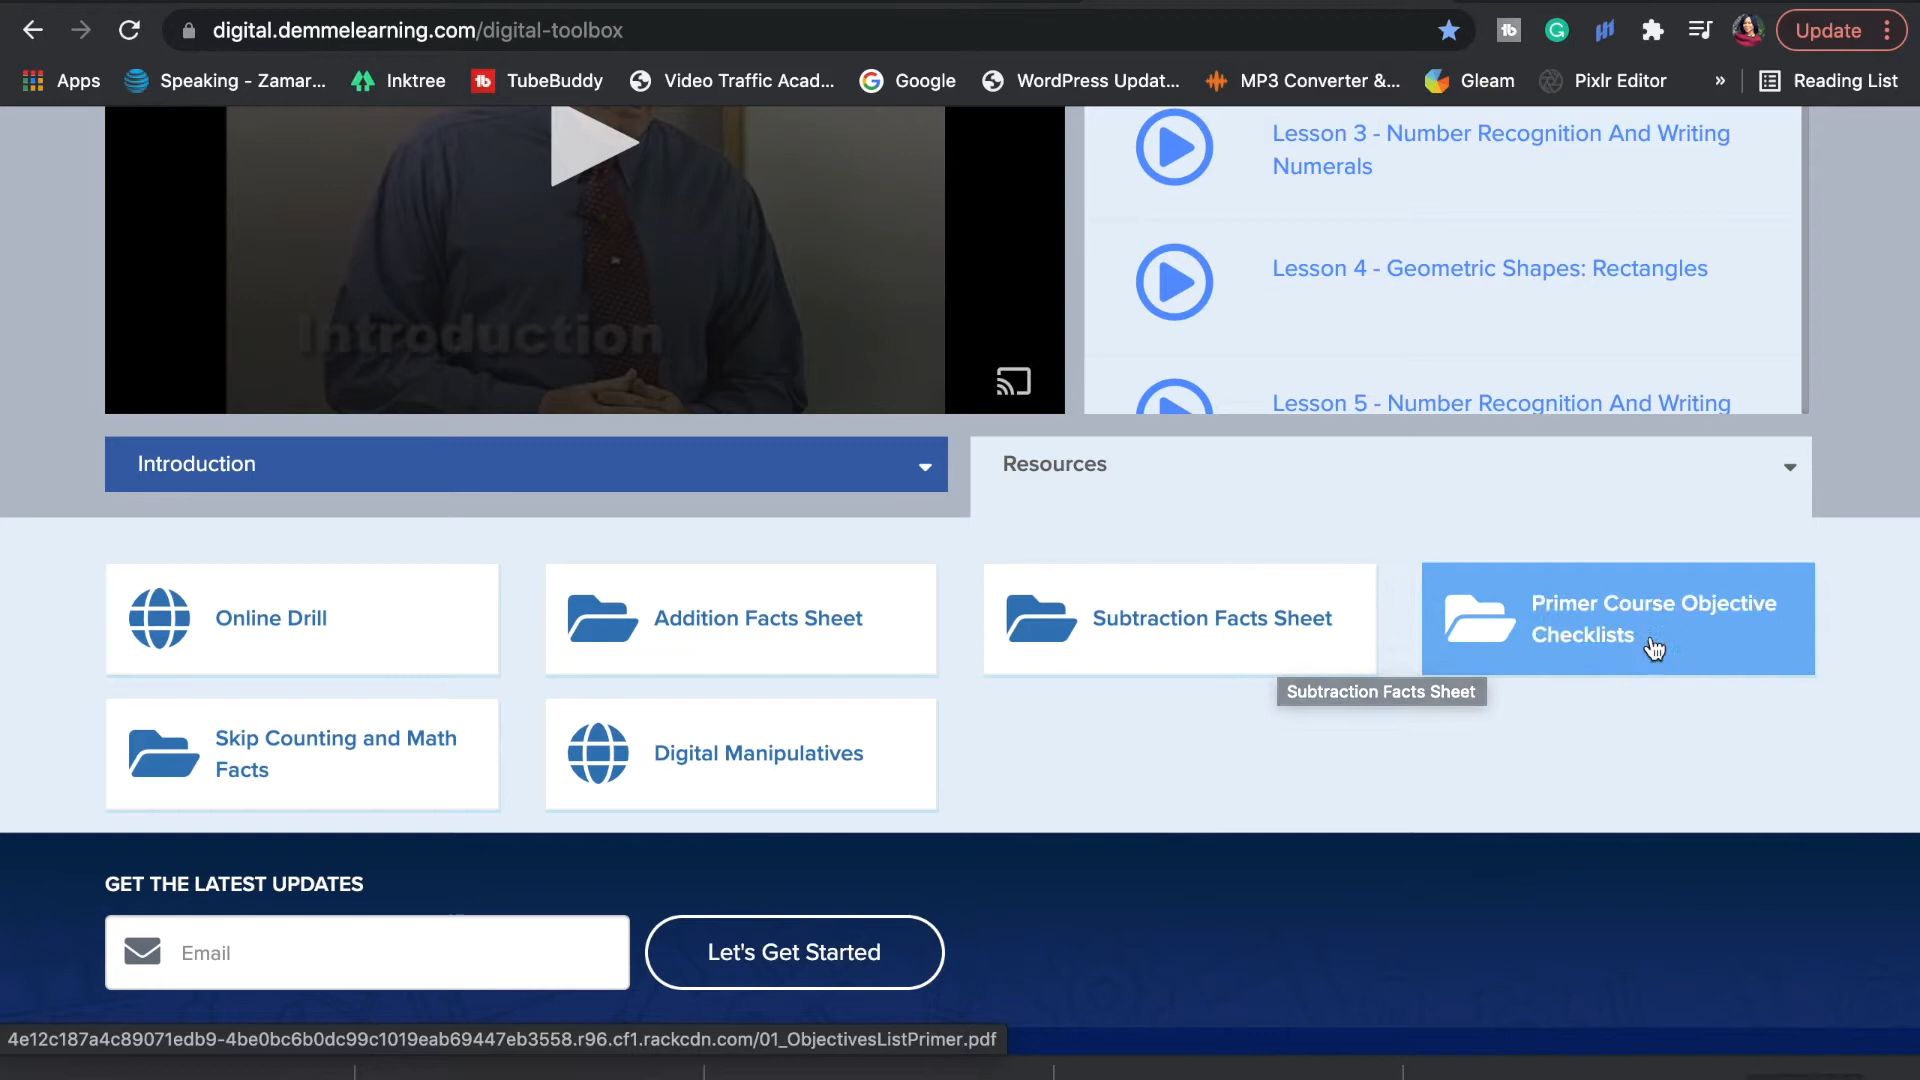 digital.demmelearning.com/digital-toolbox
Update
Apps
Speaking - Zamar...
Inktree
TubeBuddy
Video Traffic Acad...
Google
WordPress Updat...
MP3 Converter &...
Gleam
Pixlr Editor
»
Reading List
Introduction
Lesson 3 - Number Recognition And Writing
Numerals
Lesson 4 - Geometric Shapes: Rectangles
Lesson 5 - Number Recognition And Writing
Introduction
Resources
Online Drill
Addition Facts Sheet
Subtraction Facts Sheet
Primer Course Objective
Checklists
Subtraction Facts Sheet
Skip Counting and Math
Facts
Digital Manipulatives
GET THE LATEST UPDATES
Email
Let's Get Started
4e12c187a4c89071edb9-4be0bc6b0dc99c1019eab69447eb3558.r96.cf1.rackcdn.com/01_ObjectivesListPrimer.pdf